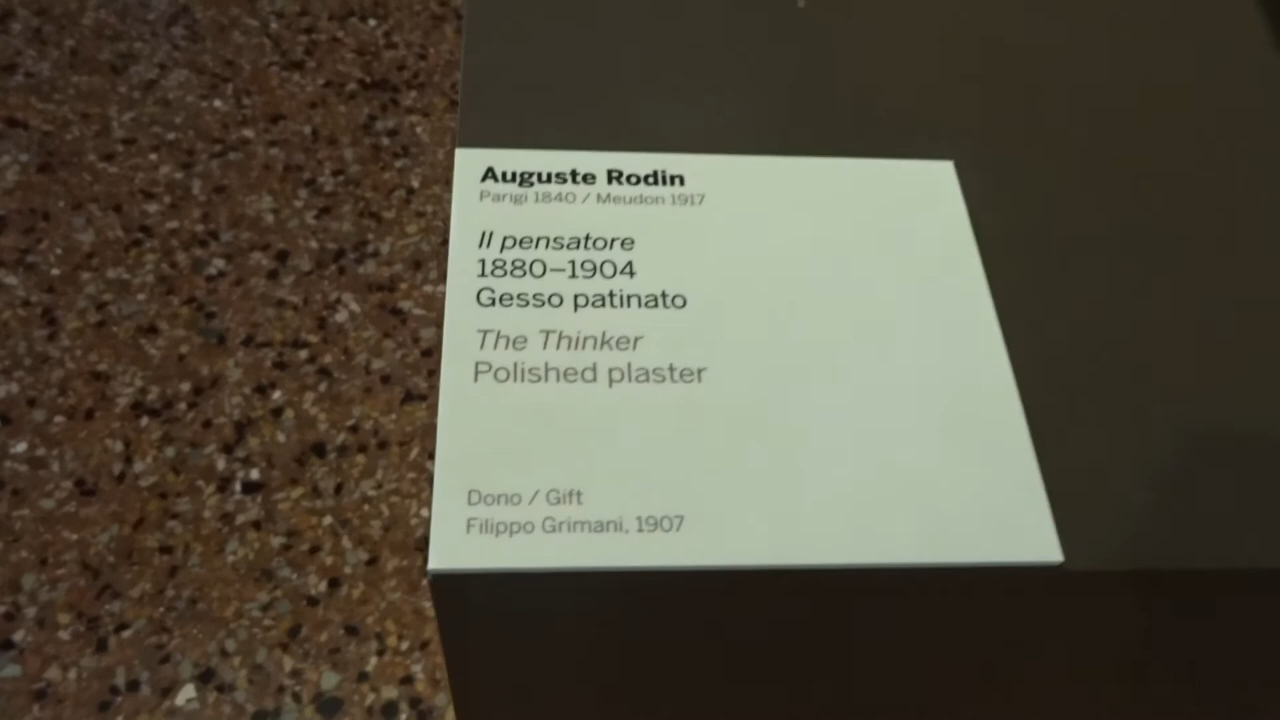 Auguste Rodin
Parigi 1840 / Meudon 1917
Il pensatore
1880–1904
Gesso patinato
The Thinker
Polished plaster
Dono / Gift
Filippo Grimani, 1907